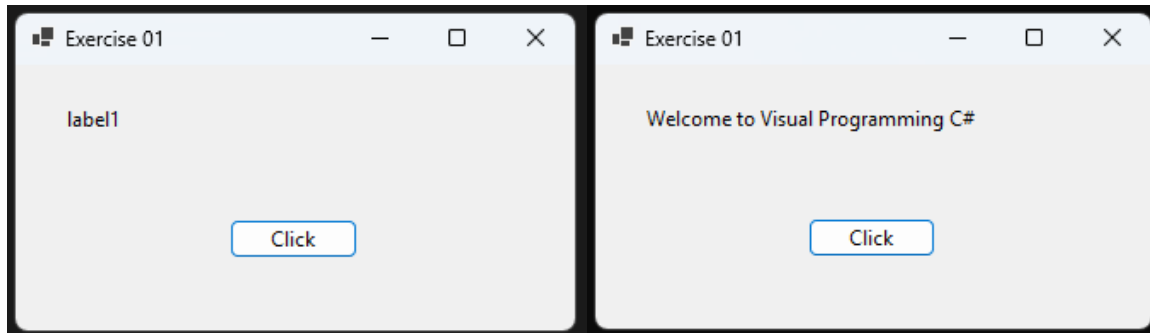 Exercise 01
label1
Click
Exercise 01
Welcome to Visual Programming C#
Click